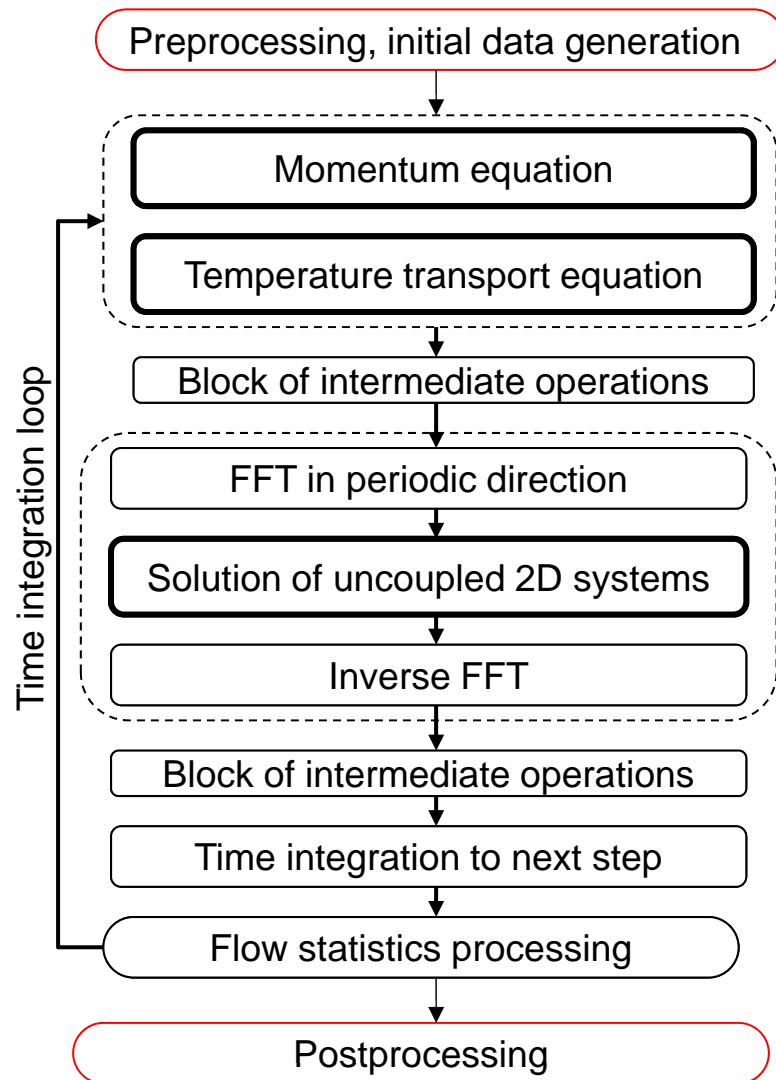 Preprocessing, initial data generation
Momentum equation
Temperature transport equation
Block of intermediate operations
FFT in periodic direction
Solution of uncoupled 2D systems
Inverse FFT
Block of intermediate operations
Time integration to next step
Flow statistics processing
Postprocessing
Time integration loop